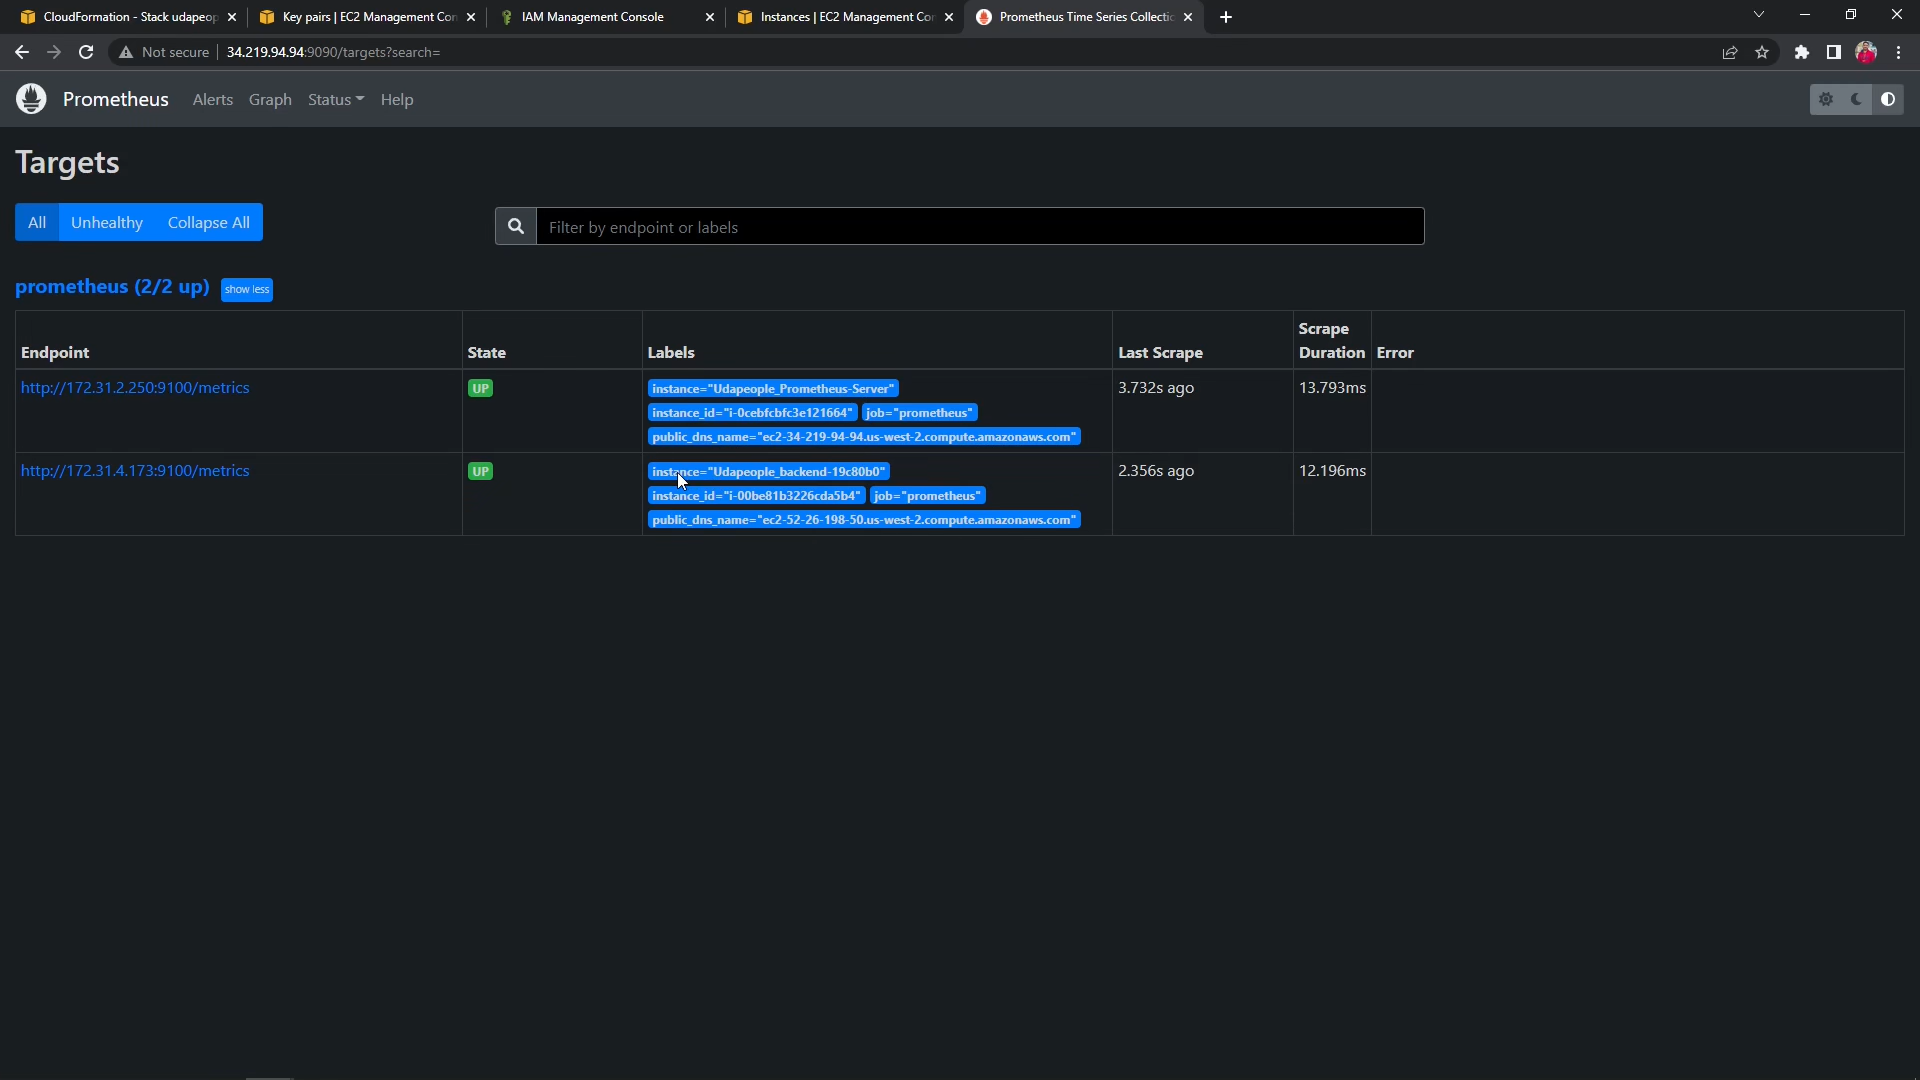 CloudFormation - Stack udapeop
Key pairs | EC2 Management Con
IAM Management Console
Instances | EC2 Management Con
Prometheus Time Series Collectic
Not secure
34.219.94.94:9090/targets?search=
Prometheus
Alerts
Graph
Status
Help
Targets
All
Unhealthy
Collapse All
Filter by endpoint or labels
prometheus (2/2 up)
show less
Endpoint
State
Labels
Last Scrape
Scrape
Duration
Error
http://172.31.2.250:9100/metrics
UP
instance="Udapeople_Prometheus-Server"
instance_id="i-0cebfcbfc3e121664"
job="prometheus"
public_dns_name="ec2-34-219-94-94.us-west-2.compute.amazonaws.com"
3.732s ago
13.793ms
http://172.31.4.173:9100/metrics
UP
instance="Udapeople_backend-19c80b0"
instance_id="i-00be81b3226cda5b4"
job="prometheus"
public_dns_name="ec2-52-26-198-50.us-west-2.compute.amazonaws.com"
2.356s ago
12.196ms